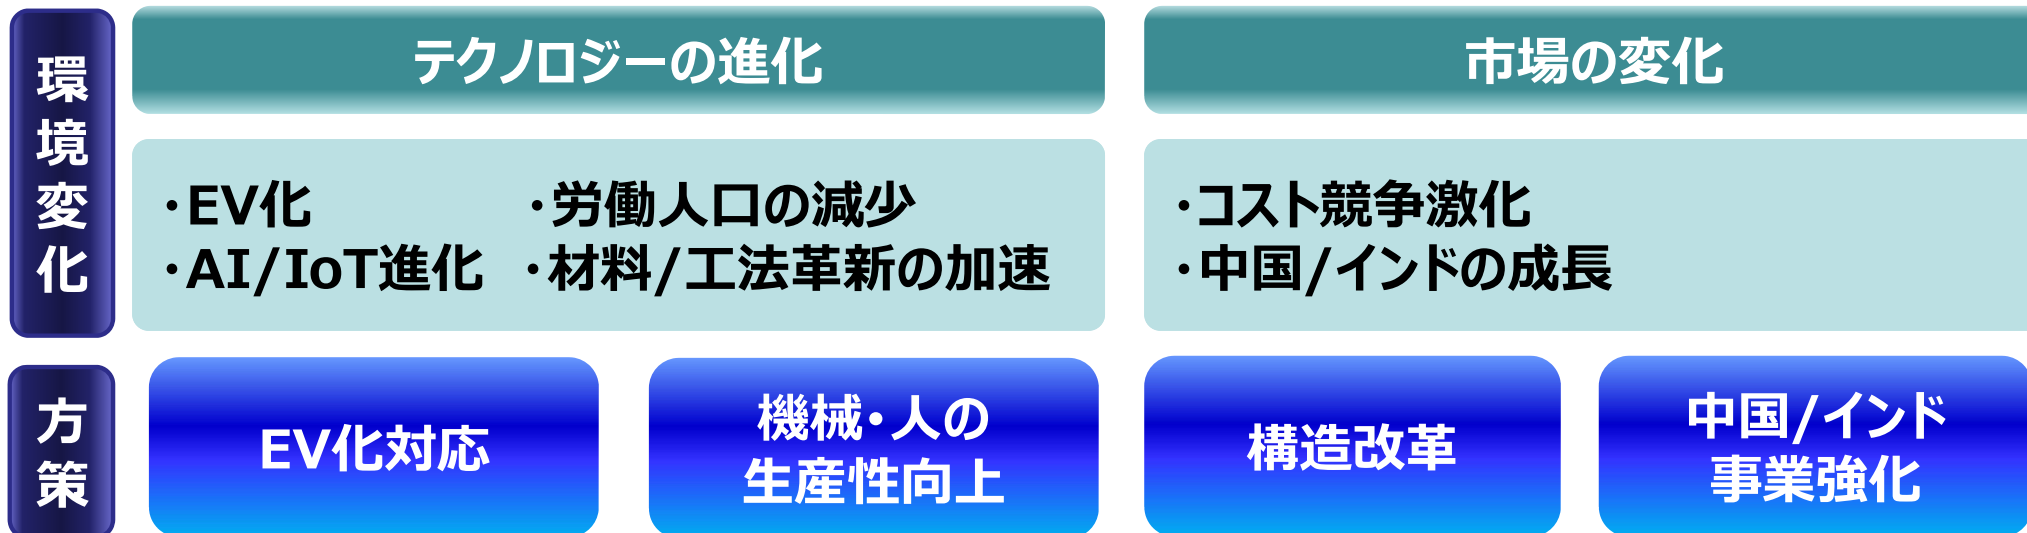 環境変化
テクノロジーの進化
市場の変化
・EV化 ・労働人口の減少
・AI/IoT進化 ・材料/工法革新の加速
・コスト競争激化
・中国/インドの成長
方策
EV化対応
機械・人の
生産性向上
構造改革
中国/インド
事業強化